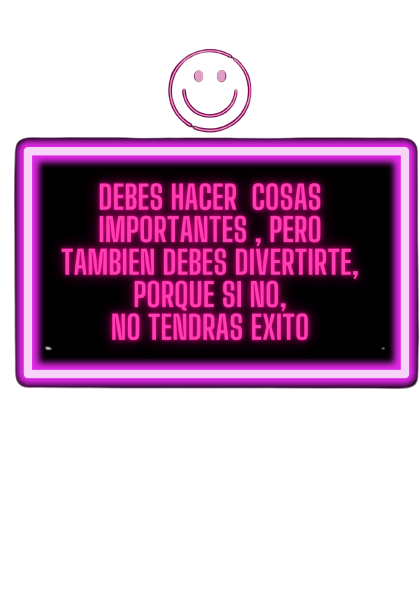 DEBES HACER  COSAS
IMPORTANTES , PERO
TAMBIEN DEBES DIVERTIRTE,
PORQUE SI NO,
NO TENDRAS EXITO